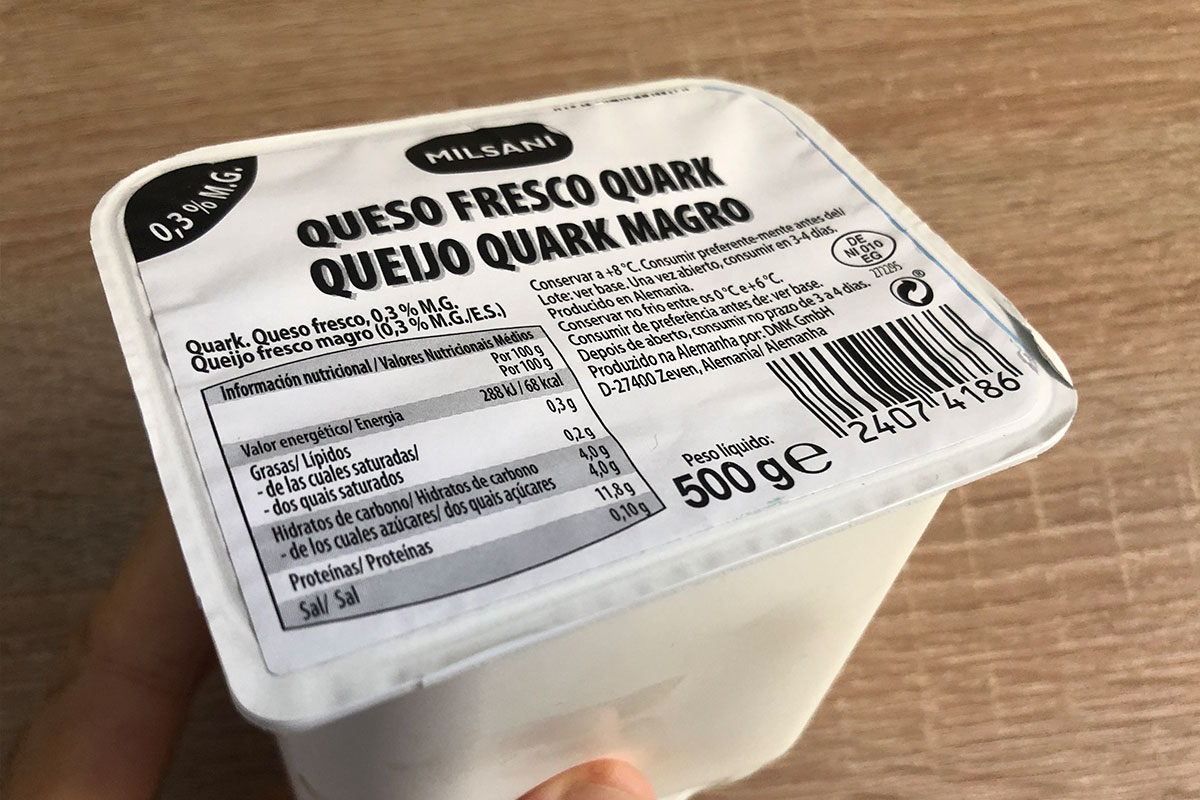 MILSANI
0,3 % M.G.
QUESO FRESCO QUARK
QUEIJO QUARK MAGRO
Quark. Queso fresco, 0,3 % M.G.
Queijo fresco magro (0,3 % M.G./E.S.)
Información nutricional / Valores Nutricionais Médios
Por 100 g
Por 100 g
Valor energético/ Energia 288 kJ / 68 kcal
Grasas/ Lípidos 0,3 g
- de las cuales saturadas/
- dos quais saturados 0,2 g
Hidratos de carbono/ Hidratos de carbono 4,0 g
- de los cuales azúcares/ dos quais açúcares 4,0 g
Proteínas/ Proteínas 11,8 g
Sal/ Sal 0,10 g
Conservar a +8 °C. Consumir preferente-mente antes del/
Lote: ver base. Una vez abierto, consumir en 3-4 días.
Producido en Alemania.
Conservar no frio entre os 0 °C e + 6 °C.
Consumir de preferência antes de: ver base.
Depois de aberto, consumir no prazo de 3 a 4 dias.
Produzido na Alemanha por: DMK GmbH
D-27400 Zeven, Alemania/ Alemanha
DE
NI 010
EG
272295
®
Peso líquido:
500 g e
2407 4186